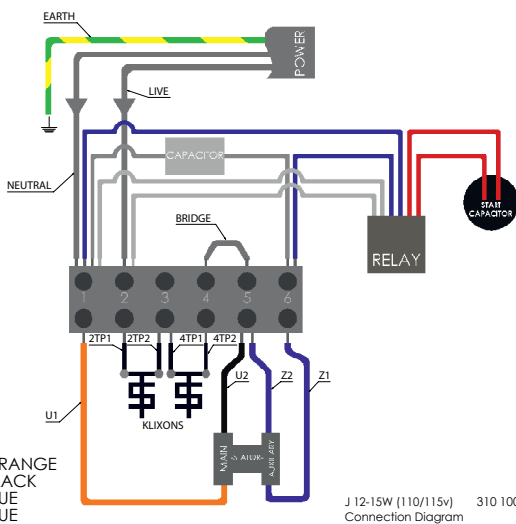 EARTH
POWER
LIVE
CAPACITOR
NEUTRAL
START
CAPACITOR
BRIDGE
RELAY
1 2 3 4 5 6
2TP1 2TP2 4TP1 4TP2
U2 Z2 Z1
U1
KLIXONS
MAIN
AUXILIARY
RANGE
ACK
UE
UE
J 12-15W (110/115v) 310 100
Connection Diagram